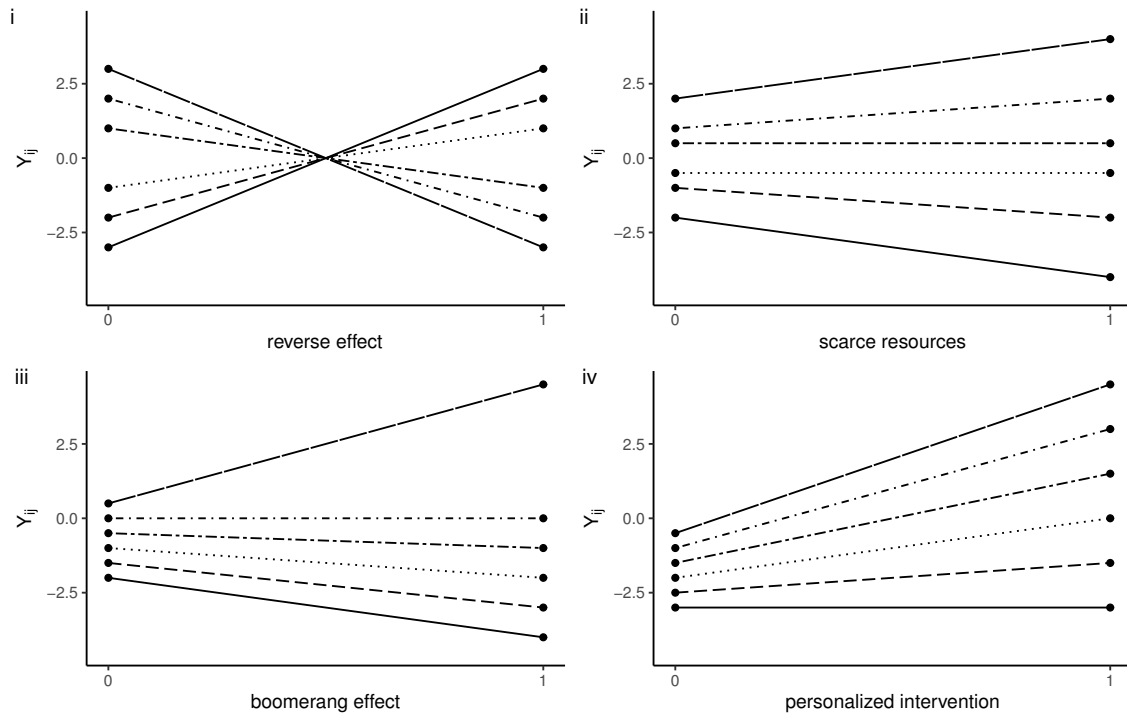 i
2.5
0.0
−2.5
Yij
0 1
reverse effect
ii
2.5
0.0
−2.5
Yij
0 1
scarce resources
iii
2.5
0.0
−2.5
Yij
0 1
boomerang effect
iv
2.5
0.0
−2.5
Yij
0 1
personalized intervention